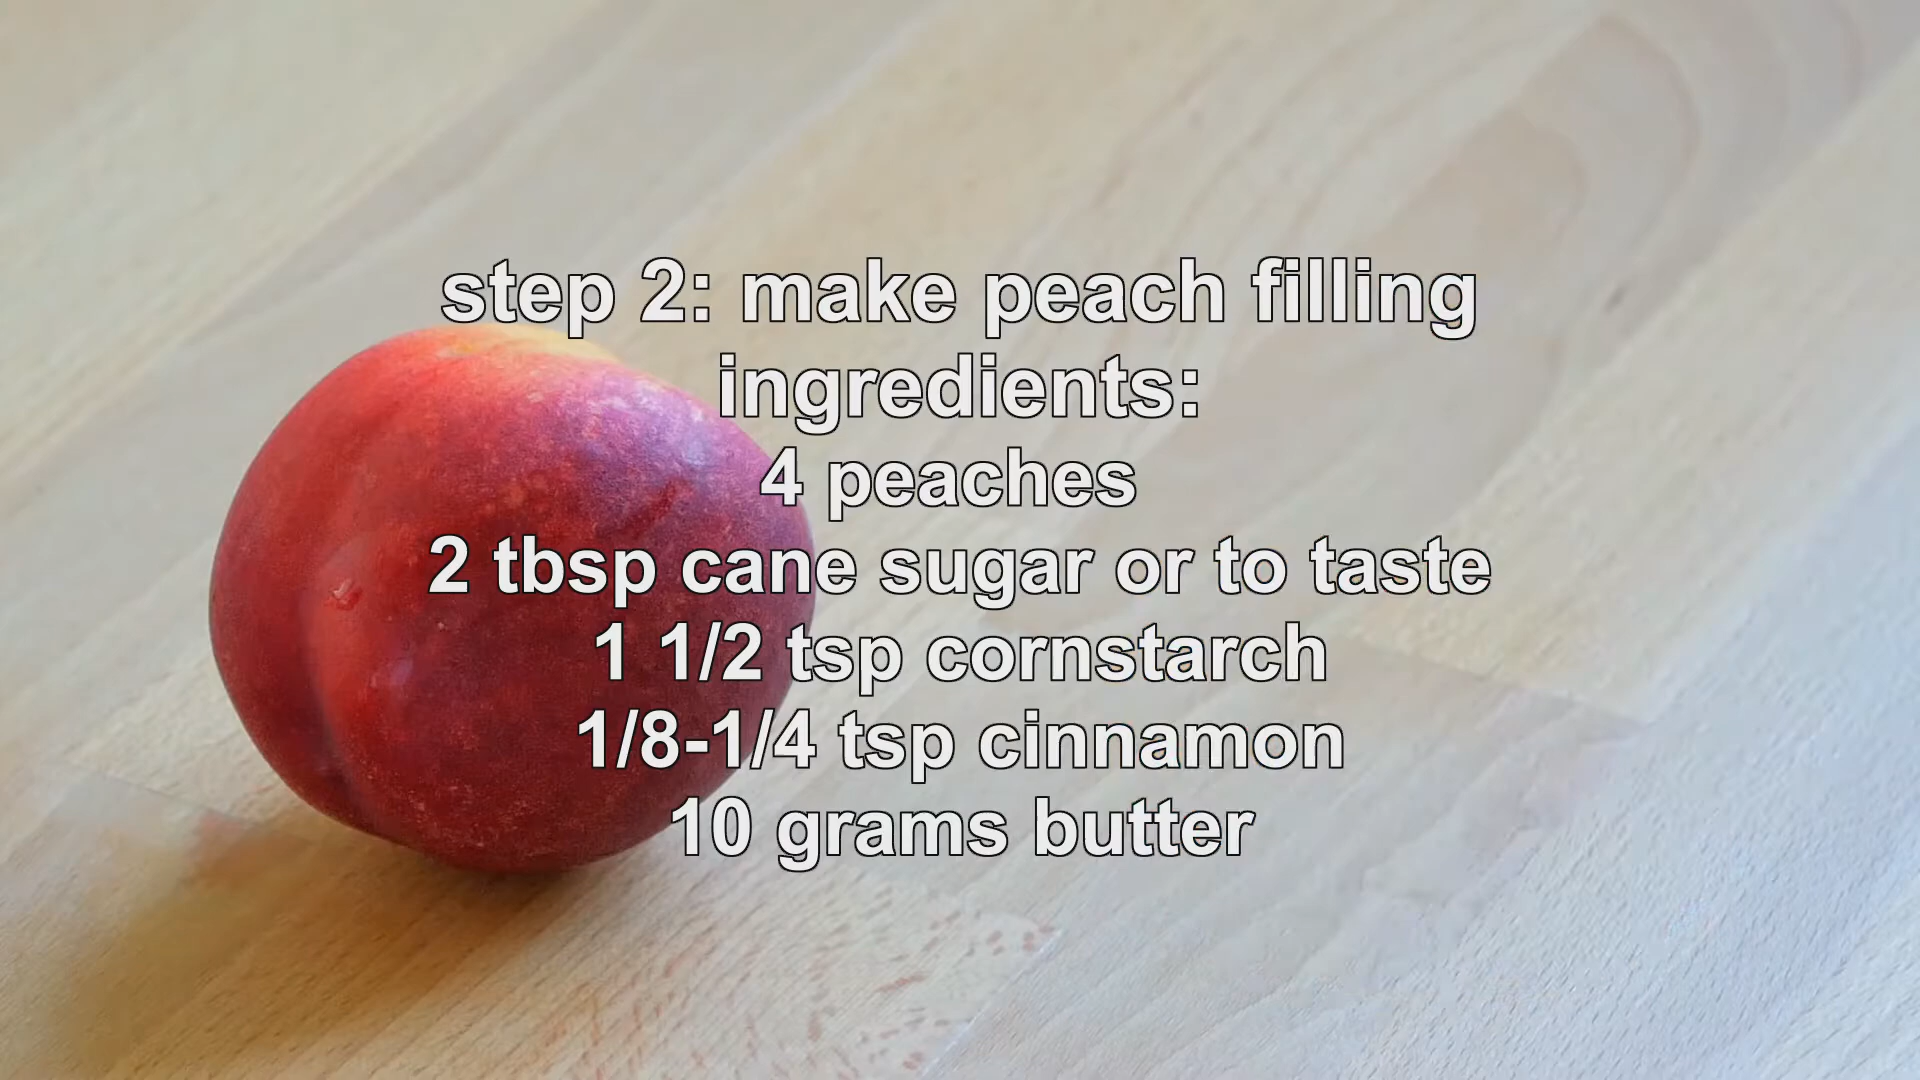 step 2: make peach filling
ingredients:
4 peaches
2 tbsp cane sugar or to taste
1 1/2 tsp cornstarch
1/8-1/4 tsp cinnamon
10 grams butter